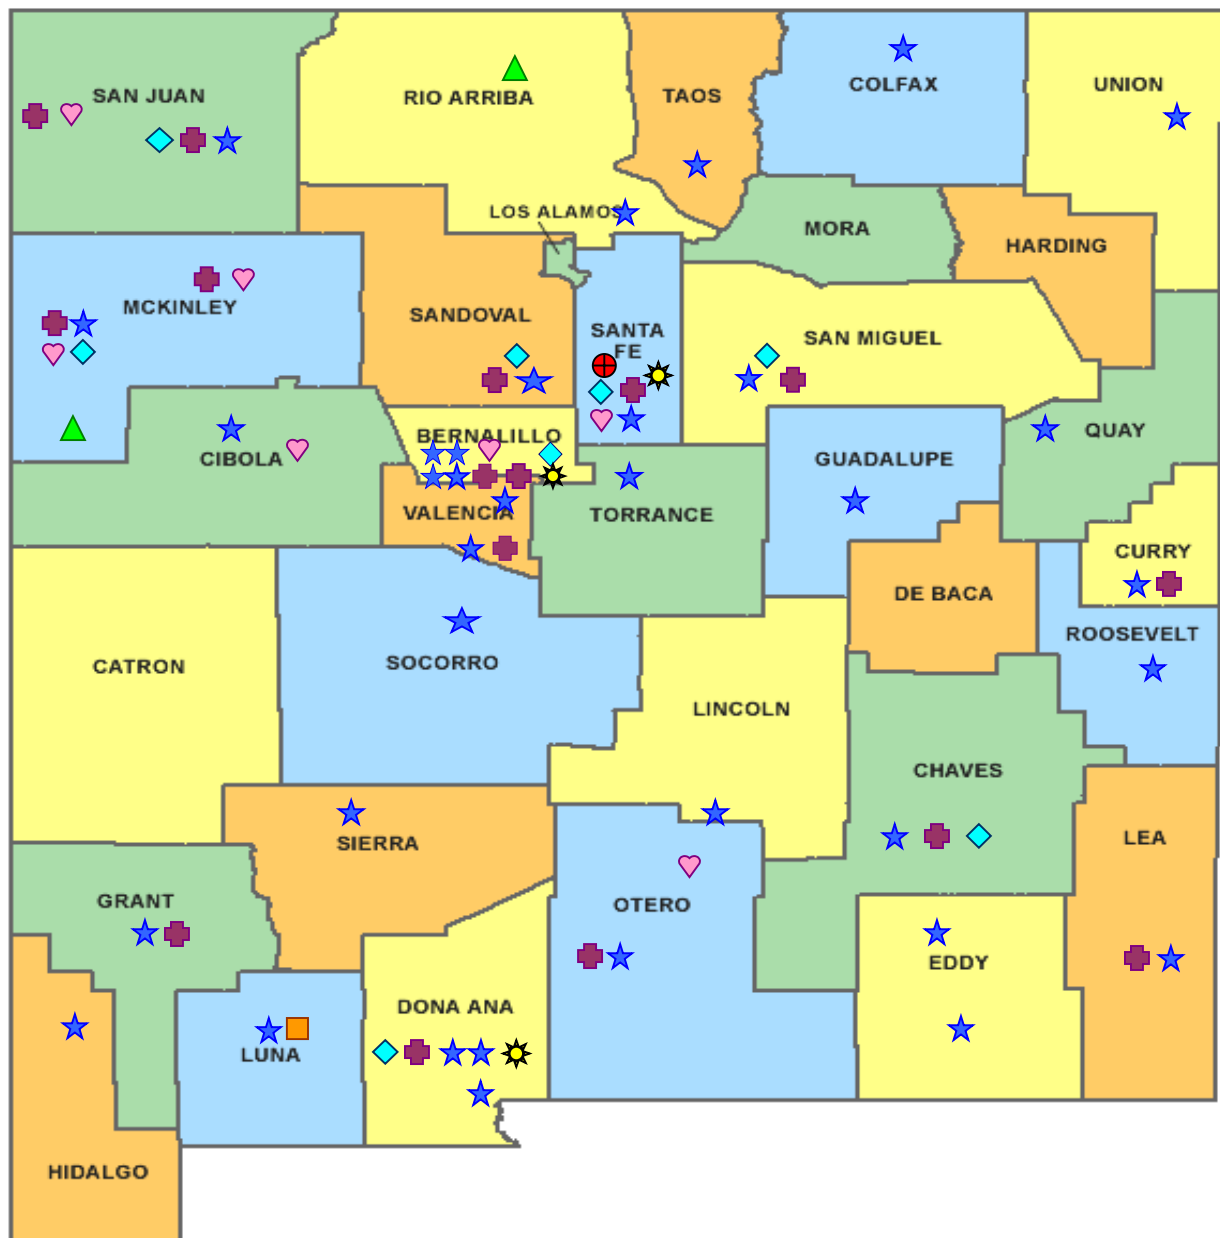 SAN JUAN
RIO ARRIBA
TAOS
COLFAX
UNION
LOS ALAMOS
MORA
HARDING
MCKINLEY
SANDOVAL
SANTA
FE
SAN MIGUEL
QUAY
CIBOLA
BERNALILLO
GUADALUPE
VALENCIA
TORRANCE
CURRY
DE BACA
ROOSEVELT
CATRON
SOCORRO
LINCOLN
CHAVES
SIERRA
LEA
GRANT
OTERO
EDDY
DONA ANA
LUNA
HIDALGO